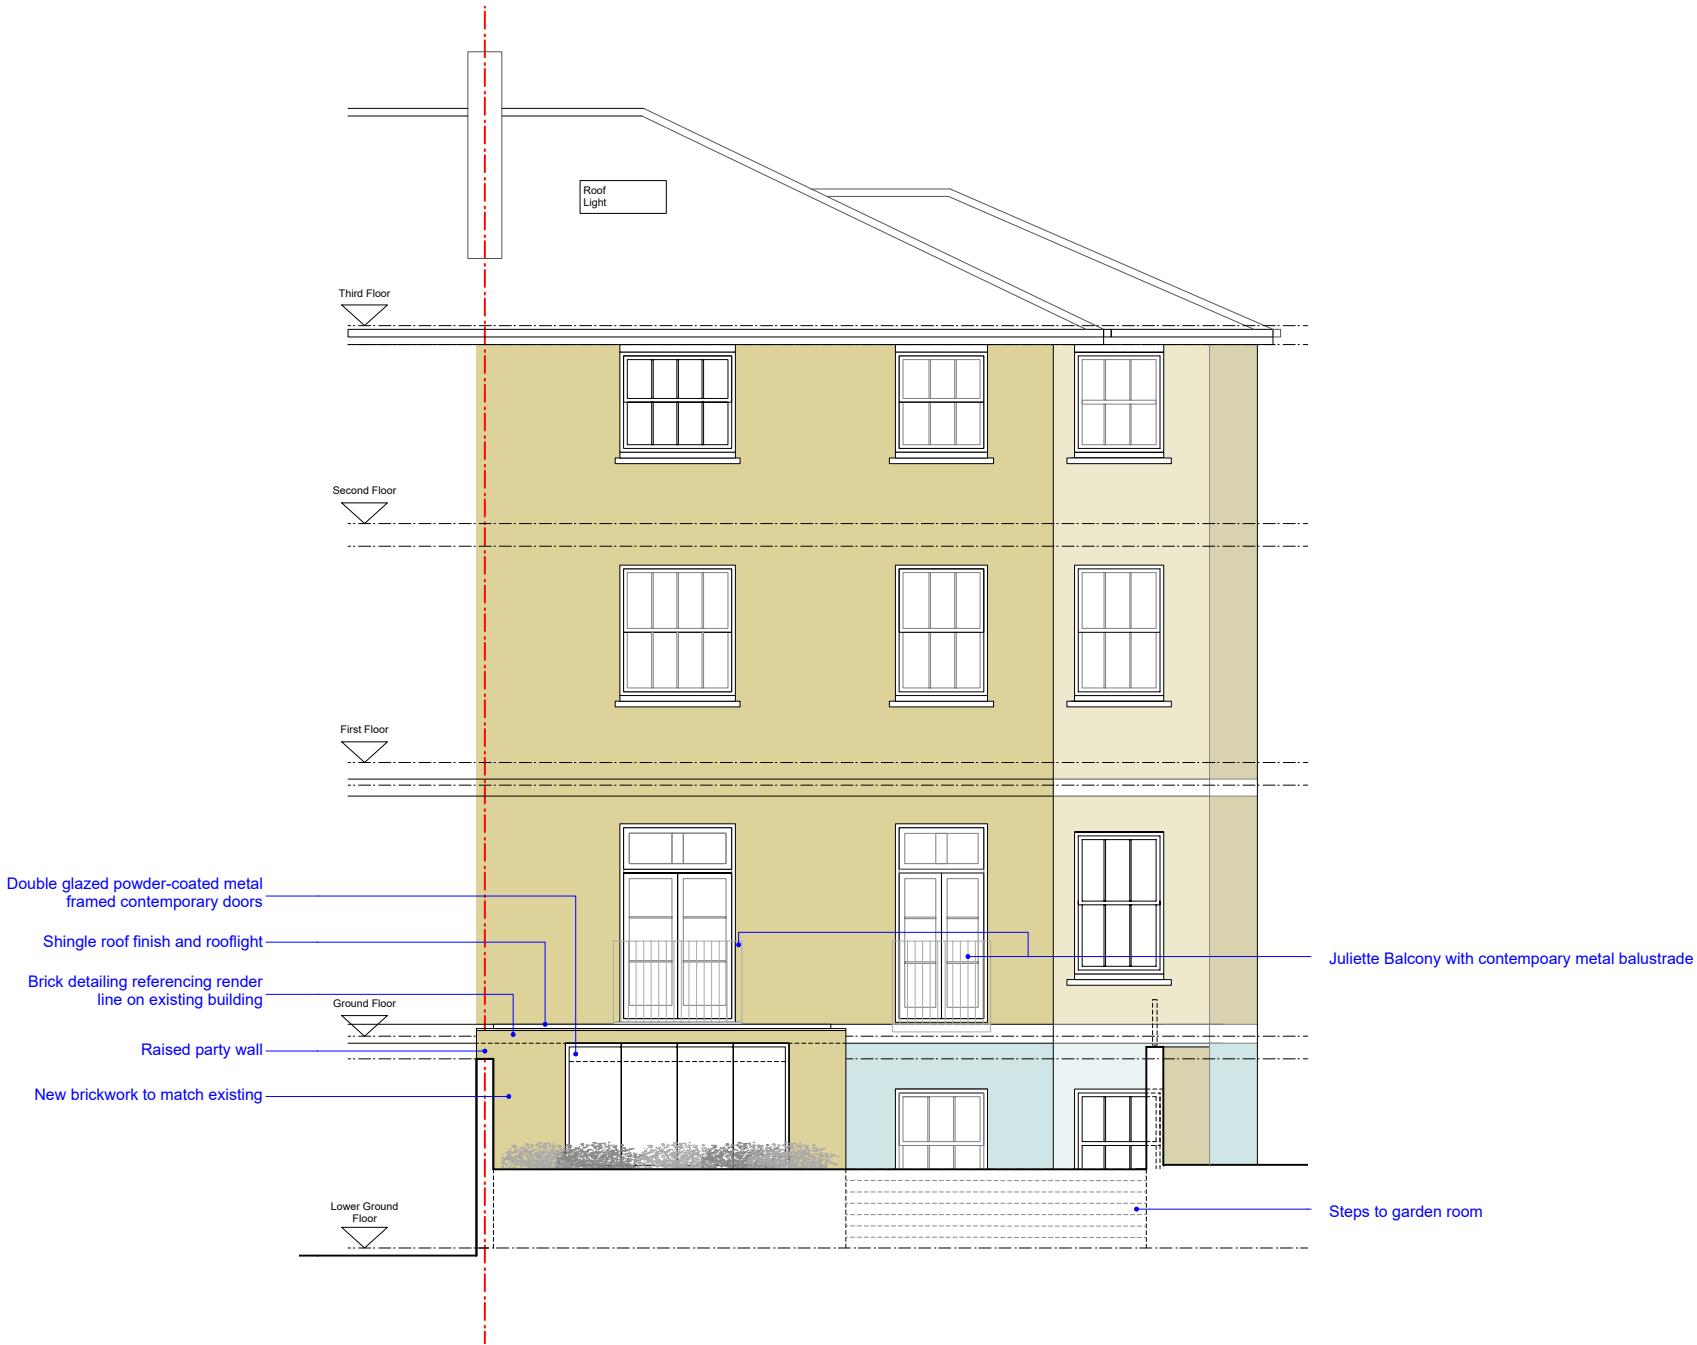 Roof
Light
Third Floor
Second Floor
First Floor
Double glazed powder-coated metal
framed contemporary doors
Shingle roof finish and rooflight
Juliette Balcony with contempoary metal balustrade
Brick detailing referencing render
line on existing building
Ground Floor
Raised party wall
New brickwork to match existing
Lower Ground
Floor
Steps to garden room